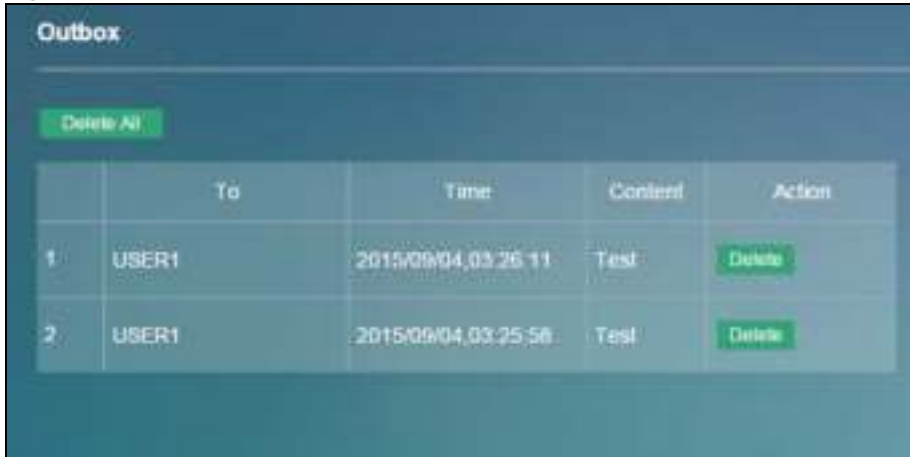 Outbox
Delete All
To Time Content Action
1 USER1 2015/09/04,03:26:11 Test Delete
2 USER1 2015/09/04,03:25:58 Test Delete